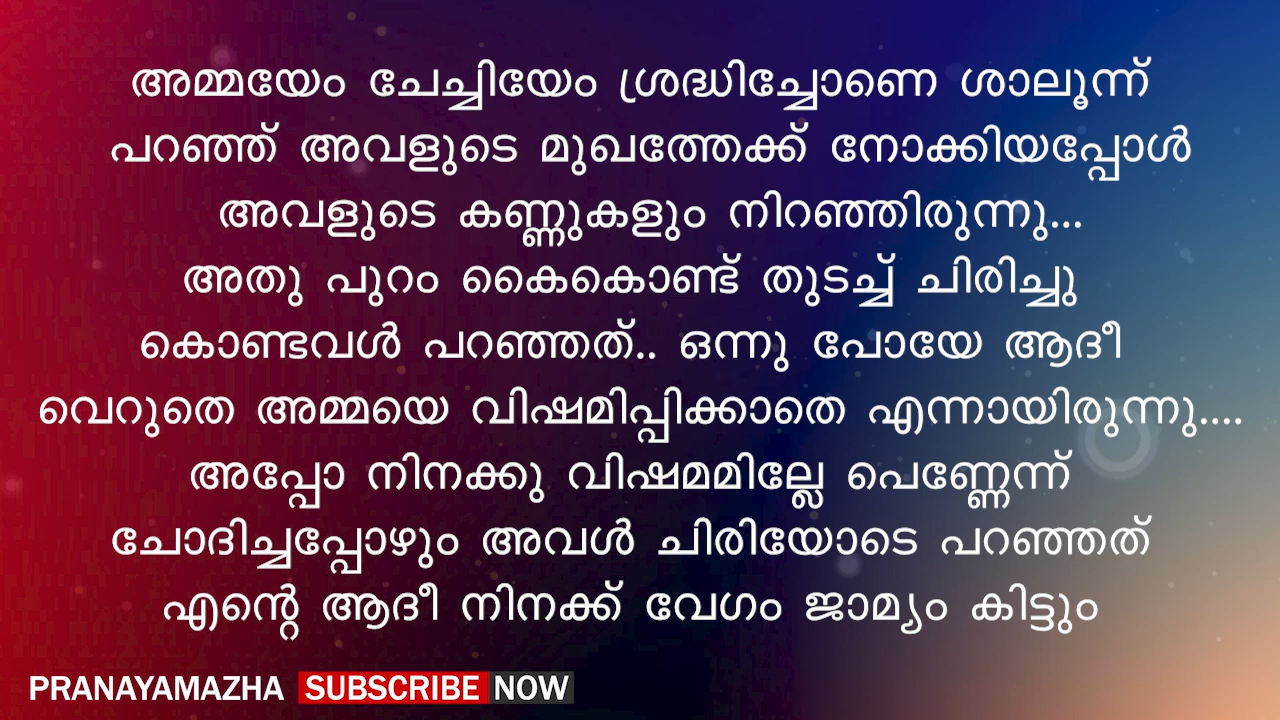 അമ്മയേം ചേച്ചിയേം ശ്രദ്ധിച്ചോണെ ശാലൂന്ന്
പറഞ്ഞ് അവളുടെ മുഖത്തേക്ക് നോക്കിയപ്പോൾ
അവളുടെ കണ്ണുകളും നിറഞ്ഞിരുന്നു...
അതു പുറം കൈകൊണ്ട് തുടച്ച് ചിരിച്ചു
കൊണ്ടവൾ പറഞ്ഞത്.. ഒന്നു പോയേ ആദീ
വെറുതെ അമ്മയെ വിഷമിപ്പിക്കാതെ എന്നായിരുന്നു....
അപ്പോ നിനക്കു വിഷമമില്ലേ പെണ്ണേന്ന്
ചോദിച്ചപ്പോഴും അവൾ ചിരിയോടെ പറഞ്ഞത്
എന്റെ ആദീ നിനക്ക് വേഗം ജാമ്യം കിട്ടും
PRANAYAMAZHA SUBSCRIBE NOW